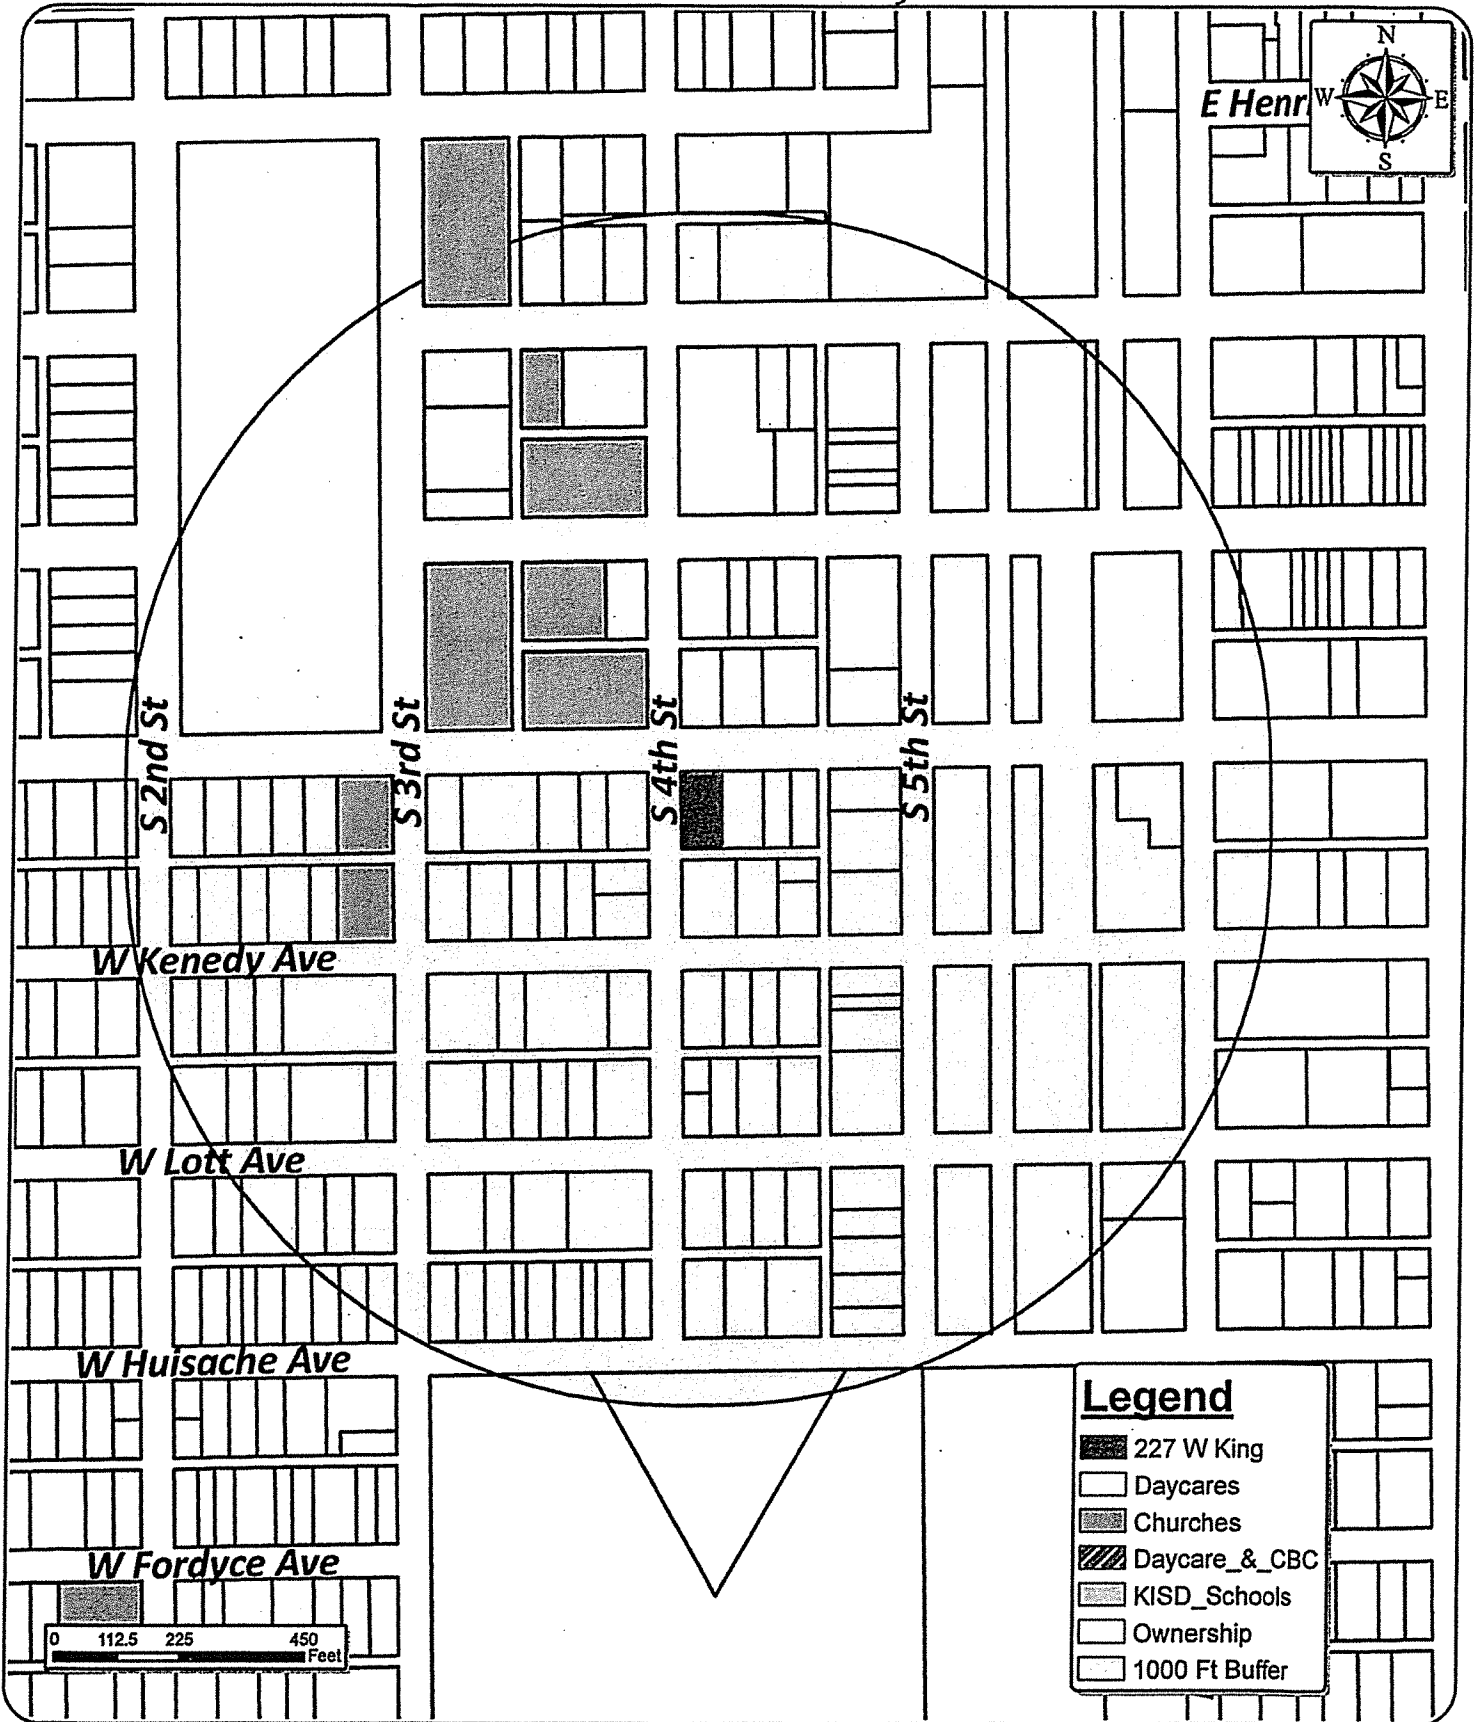 N
E Henr
W
E
S
S 2nd St
S 3rd St
S 4th St
S 5th St
W Kenedy Ave
W Lott Ave
W Huisache Ave
W Fordyce Ave
0 112.5 225 450
Feet
Legend
227 W King
Daycares
Churches
Daycare_&_CBC
KISD_Schools
Ownership
1000 Ft Buffer